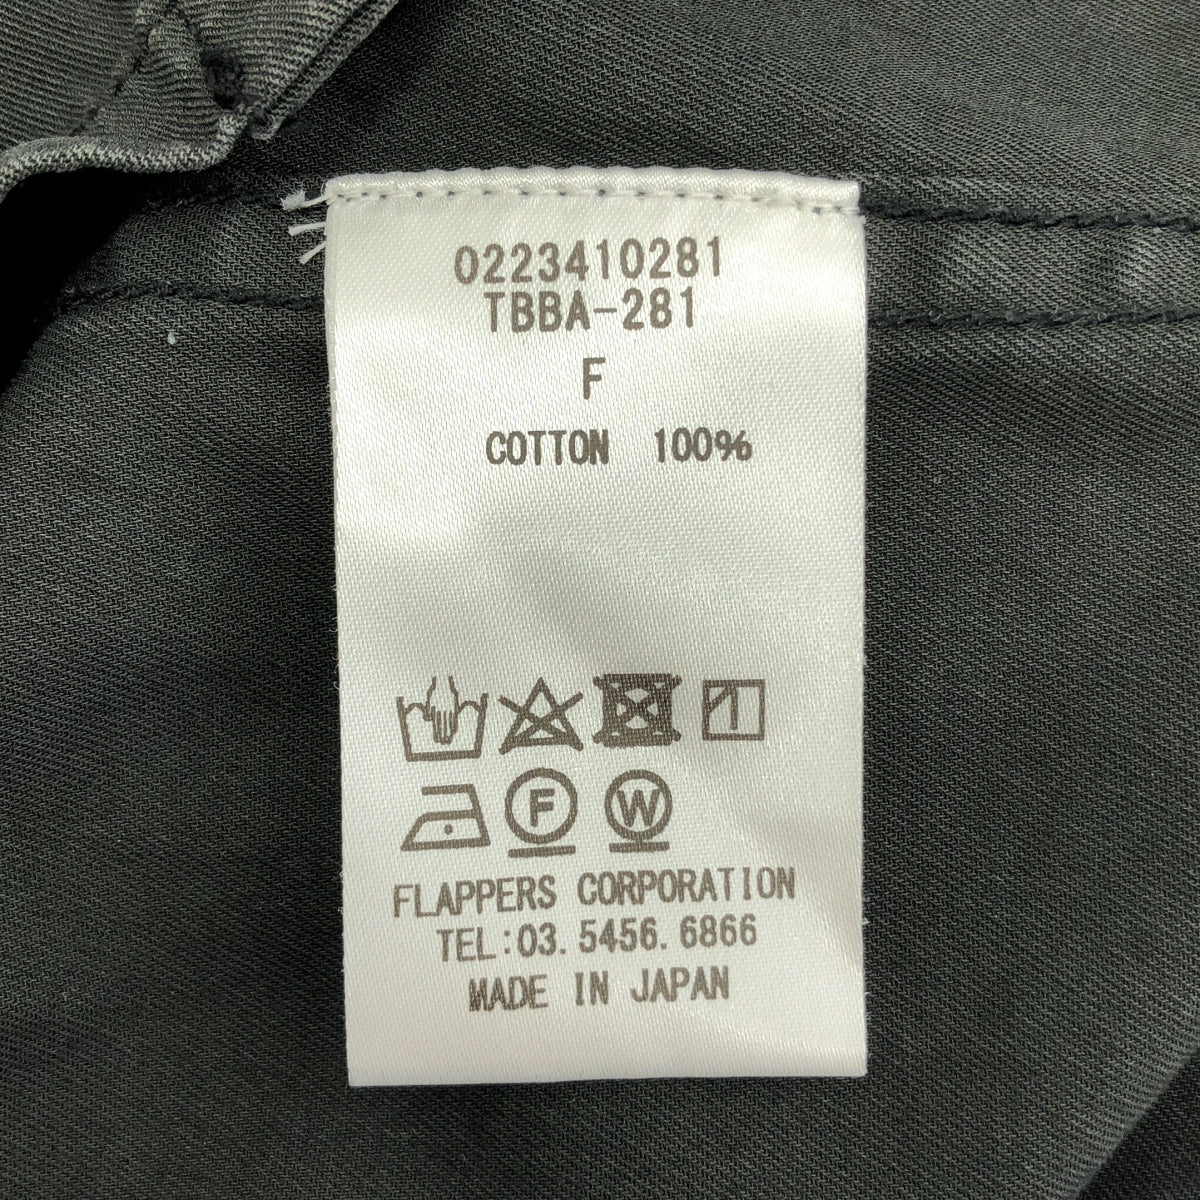 0223410281
TBBA-281
F
COTTON 100%
F W
FLAPPERS CORPORATION
TEL:03.5456.6866
MADE IN JAPAN